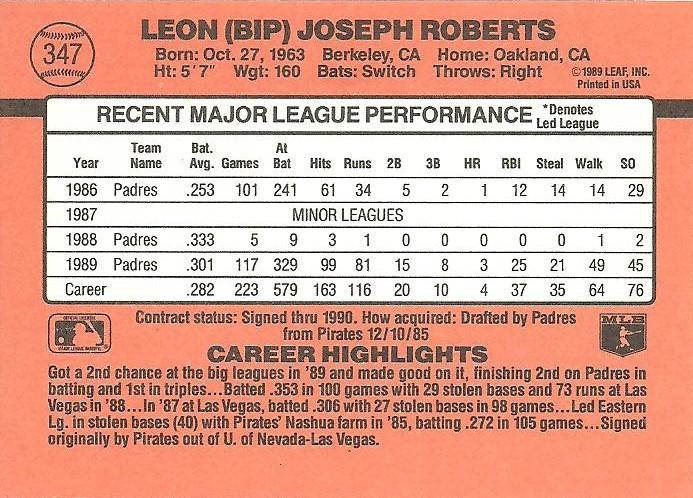 347
LEON (BIP) JOSEPH ROBERTS
Born: Oct. 27, 1963 Berkeley, CA Home: Oakland, CA
Ht: 5'7" Wgt: 160 Bats: Switch Throws: Right
©1989 LEAF, INC.
Printed in USA
RECENT MAJOR LEAGUE PERFORMANCE *Denotes Led League
Year Team Name Bat. Avg. Games At Bat Hits Runs 2B 3B HR RBI Steal Walk SO
1986 Padres .253 101 241 61 34 5 2 1 12 14 14 29
1987 MINOR LEAGUES
1988 Padres .333 5 9 3 1 0 0 0 0 0 1 2
1989 Padres .301 117 329 99 81 15 8 3 25 21 49 45
Career .282 223 579 163 116 20 10 4 37 35 64 76
Contract status: Signed thru 1990. How acquired: Drafted by Padres
from Pirates 12/10/85
MLB
CAREER HIGHLIGHTS
Got a 2nd chance at the big leagues in '89 and made good on it, finishing 2nd on Padres in
batting and 1st in triples...Batted .353 in 100 games with 29 stolen bases and 73 runs at Las
Vegas in '88...In '87 at Las Vegas, batted .306 with 27 stolen bases in 98 games...Led Eastern
Lg. in stolen bases (40) with Pirates' Nashua farm in '85, batting .272 in 105 games...Signed
originally by Pirates out of U. of Nevada-Las Vegas.